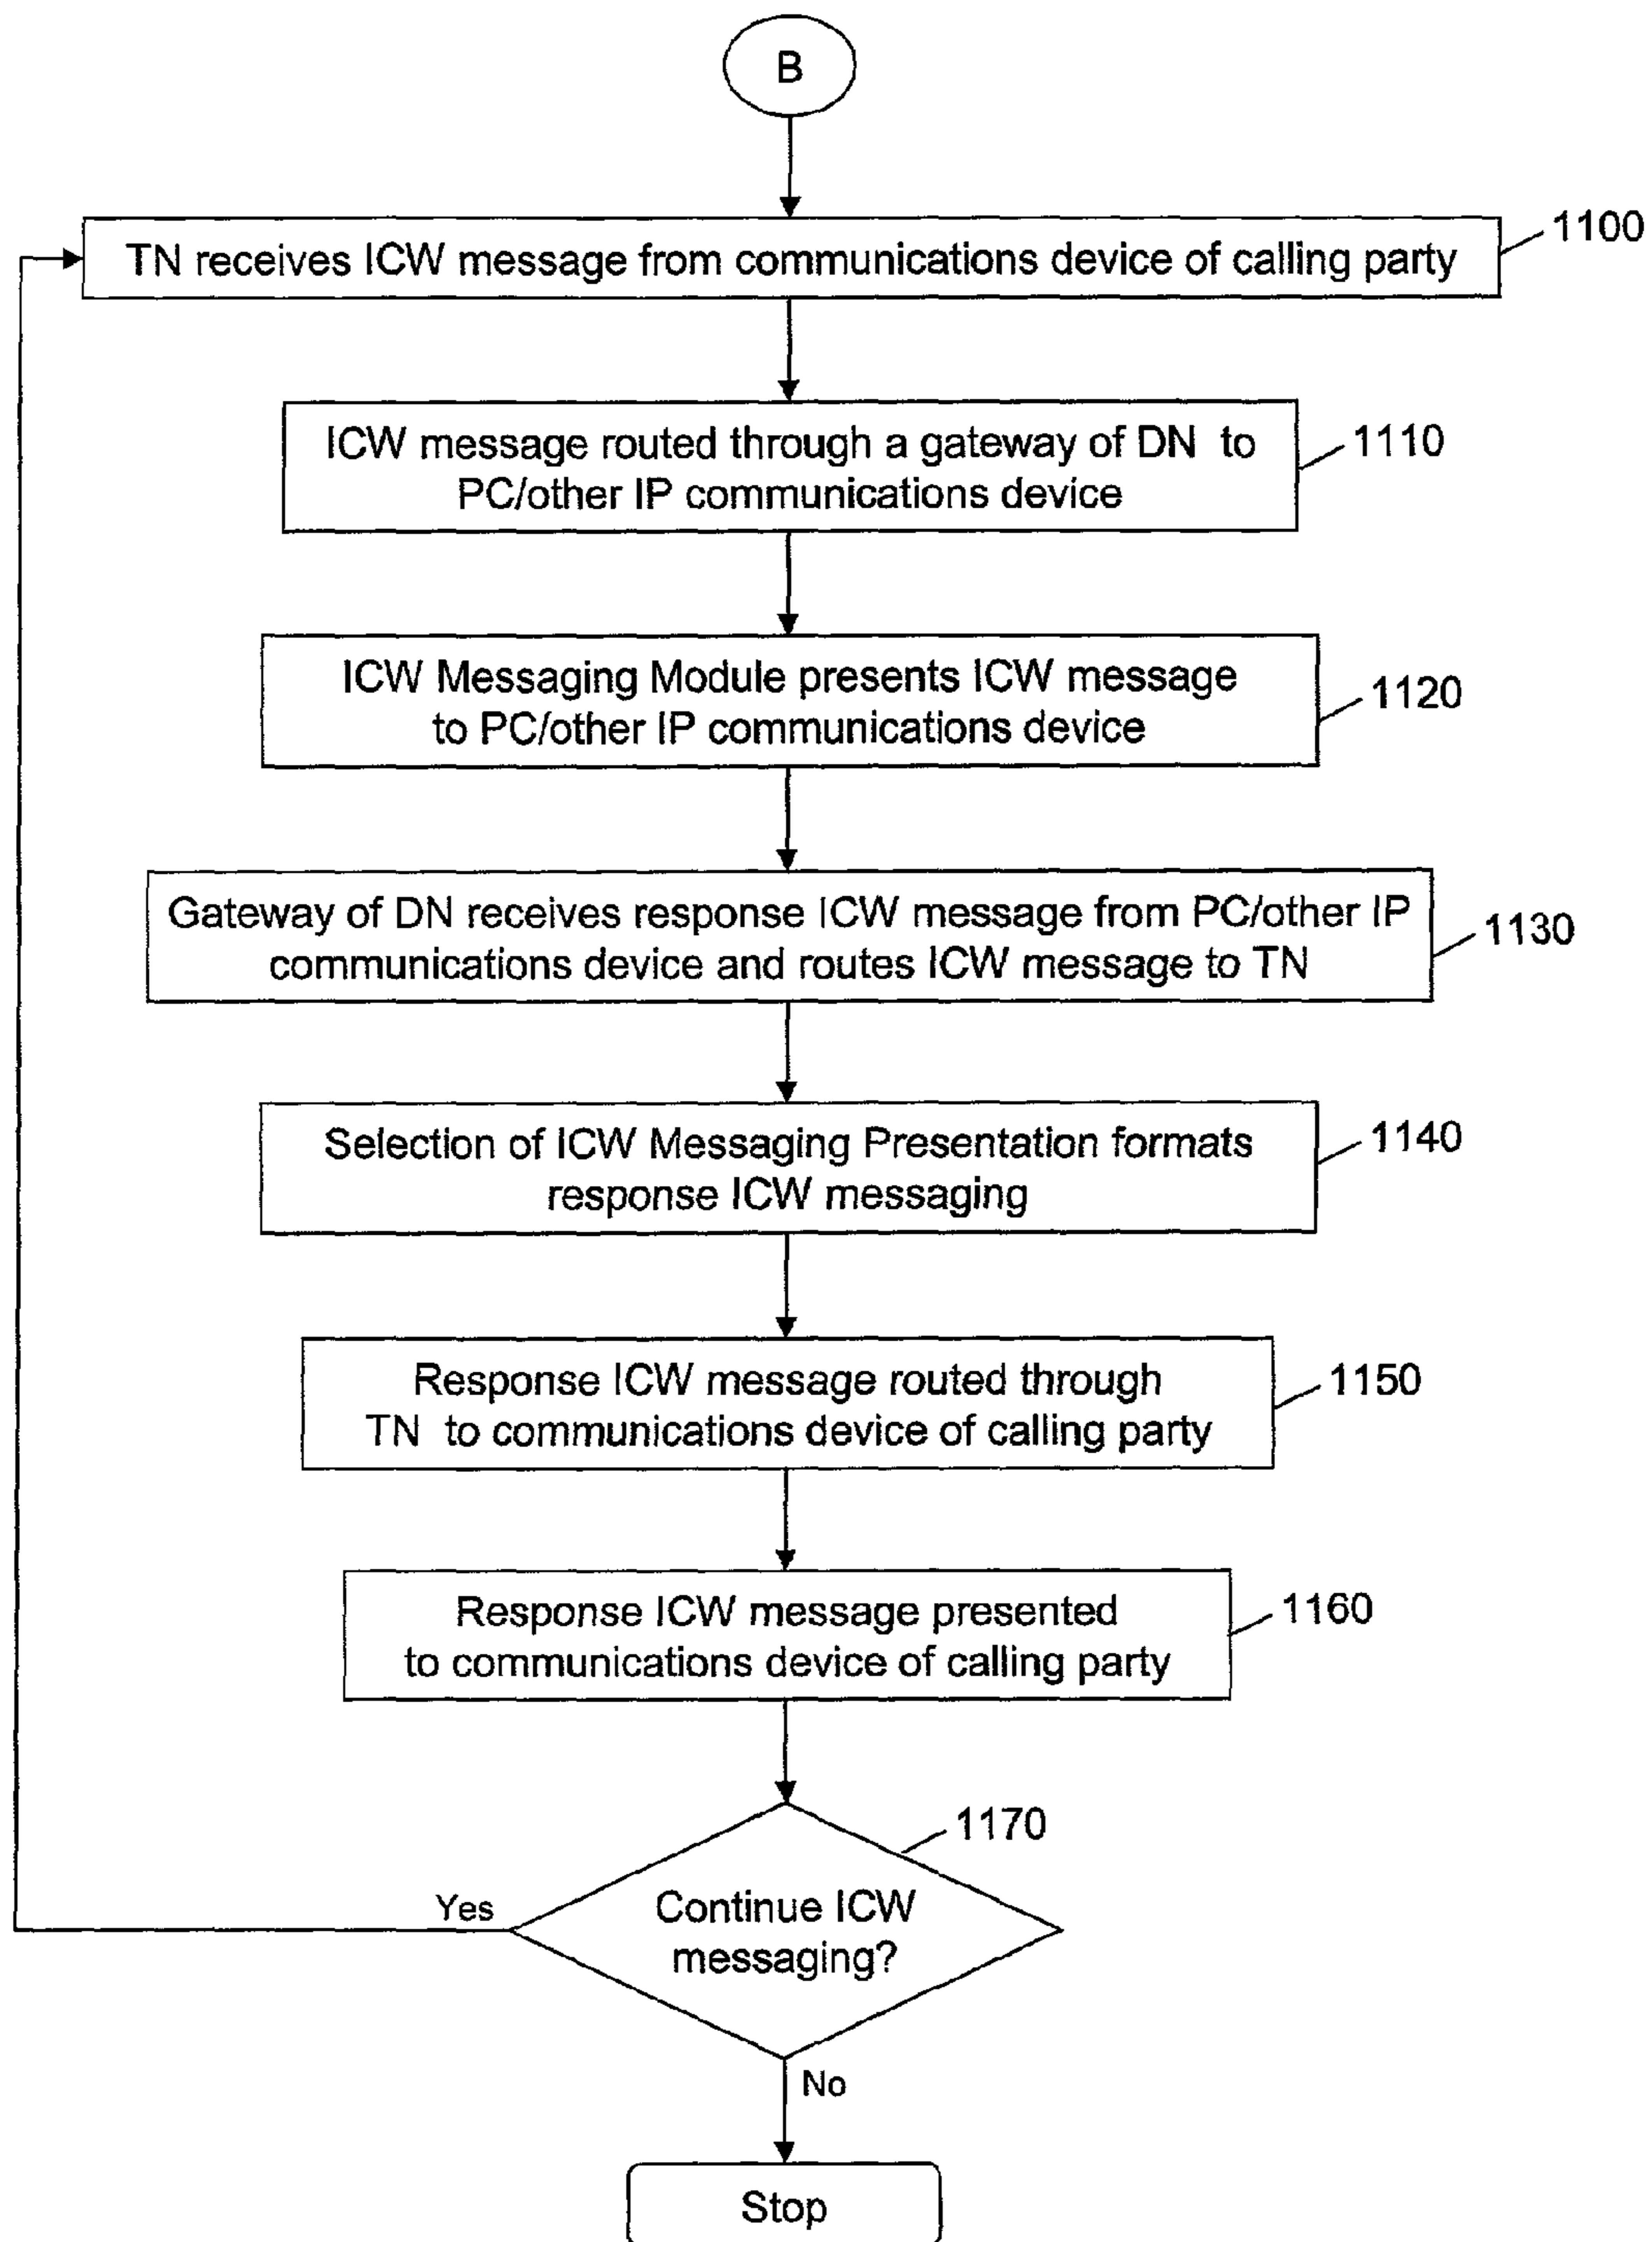 B
TN receives ICW message from communications device of calling party
1100
ICW message routed through a gateway of DN to
PC/other IP communications device
1110
ICW Messaging Module presents ICW message
to PC/other IP communications device
1120
Gateway of DN receives response ICW message from PC/other IP
communications device and routes ICW message to TN
1130
Selection of ICW Messaging Presentation formats
response ICW messaging
1140
Response ICW message routed through
TN to communications device of calling party
1150
Response ICW message presented
to communications device of calling party
1160
1170
Continue ICW
messaging?
Yes
No
Stop